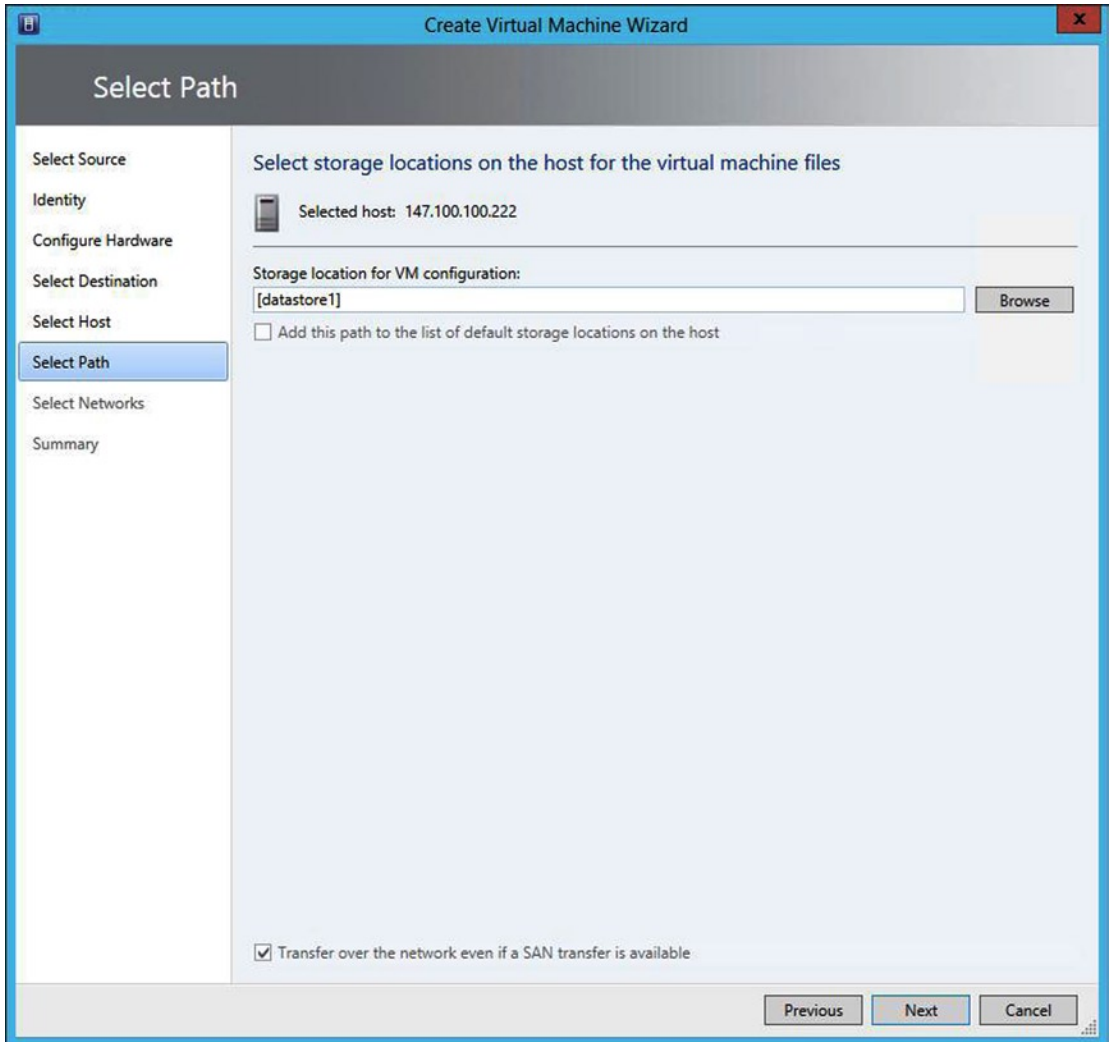 Create Virtual Machine Wizard
x
Select Path
Select Source
Identity
Configure Hardware
Select Destination
Select Host
Select Path
Select Networks
Summary
Select storage locations on the host for the virtual machine files
Selected host: 147.100.100.222
Storage location for VM configuration:
[datastore1]
Browse
Add this path to the list of default storage locations on the host
Transfer over the network even if a SAN transfer is available
Previous
Next
Cancel